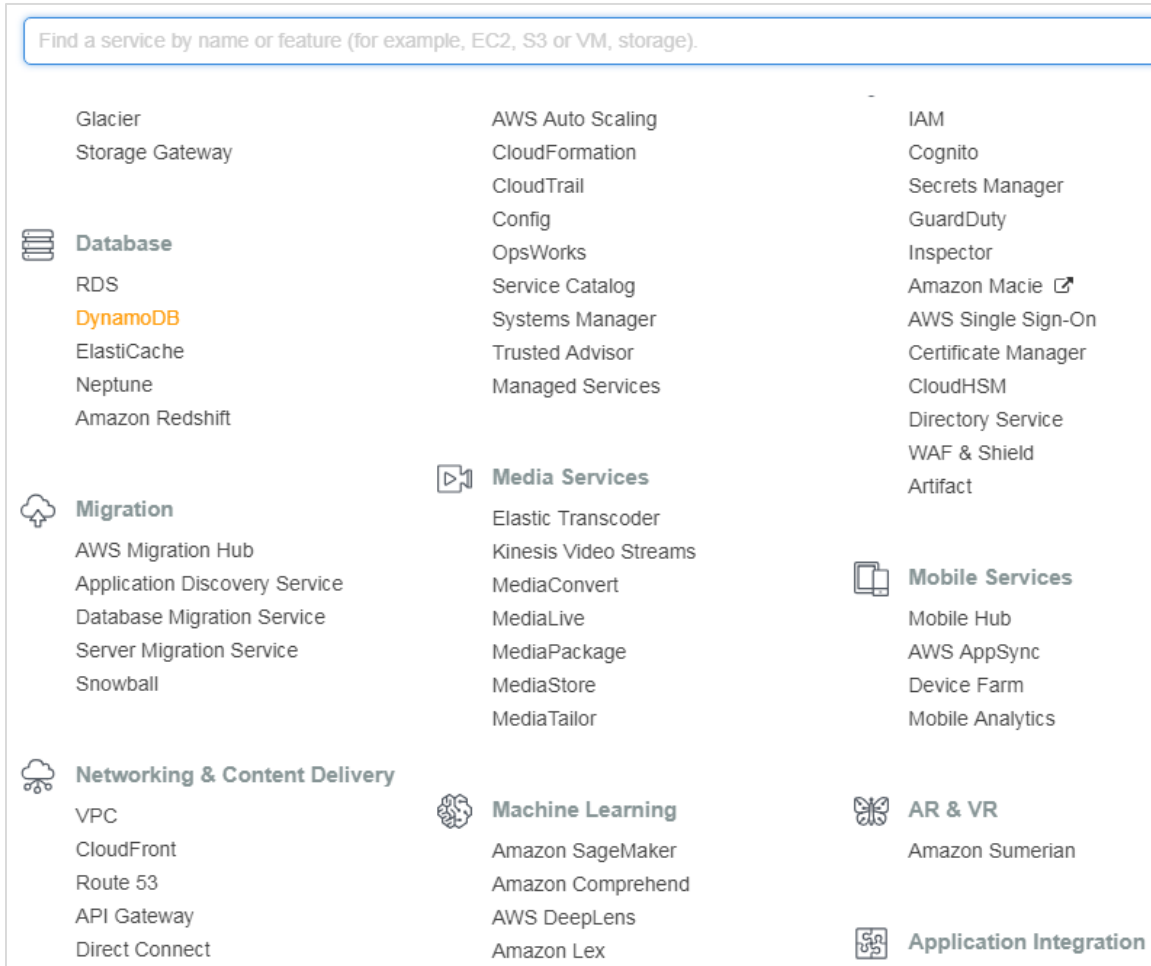 Find a service by name or feature (for example, EC2, S3 or VM, storage).
Glacier
Storage Gateway
Database
RDS
DynamoDB
ElastiCache
Neptune
Amazon Redshift
Migration
AWS Migration Hub
Application Discovery Service
Database Migration Service
Server Migration Service
Snowball
Networking & Content Delivery
VPC
CloudFront
Route 53
API Gateway
Direct Connect
AWS Auto Scaling
CloudFormation
CloudTrail
Config
OpsWorks
Service Catalog
Systems Manager
Trusted Advisor
Managed Services
Media Services
Elastic Transcoder
Kinesis Video Streams
MediaConvert
MediaLive
MediaPackage
MediaStore
MediaTailor
Machine Learning
Amazon SageMaker
Amazon Comprehend
AWS DeepLens
Amazon Lex
IAM
Cognito
Secrets Manager
GuardDuty
Inspector
Amazon Macie
AWS Single Sign-On
Certificate Manager
CloudHSM
Directory Service
WAF & Shield
Artifact
Mobile Services
Mobile Hub
AWS AppSync
Device Farm
Mobile Analytics
AR & VR
Amazon Sumerian
Application Integration